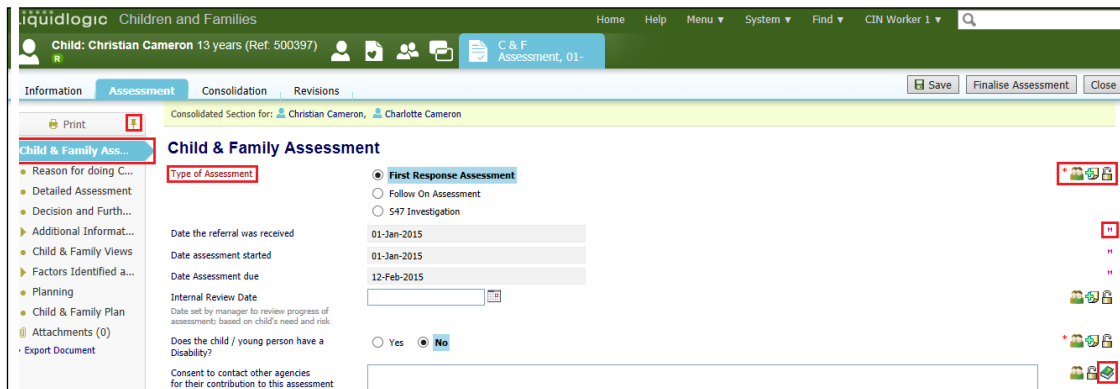 liquidlogic Children and Families
Home Help Menu ▼ System ▼ Find ▼ CIN Worker 1 ▼
Child: Christian Cameron 13 years (Ref: 500397)
R
C & F
Assessment, 01-
Information Assessment Consolidation Revisions
Save Finalise Assessment Close
Print
Consolidated Section for: Christian Cameron, Charlotte Cameron
Child & Family Ass...
Reason for doing C...
Detailed Assessment
Decision and Furth...
Additional Informat...
Child & Family Views
Factors Identified a...
Planning
Child & Family Plan
Attachments (0)
Export Document
Child & Family Assessment
Type of Assessment
First Response Assessment
*
Follow On Assessment
S47 Investigation
Date the referral was received 01-Jan-2015 H
Date assessment started 01-Jan-2015 H
Date Assessment due 12-Feb-2015 H
Internal Review Date
Date set by manager to review progress of
assessment; based on child's need and risk
Does the child / young person have a
Disability?
Yes No *
Consent to contact other agencies
for their contribution to this assessment